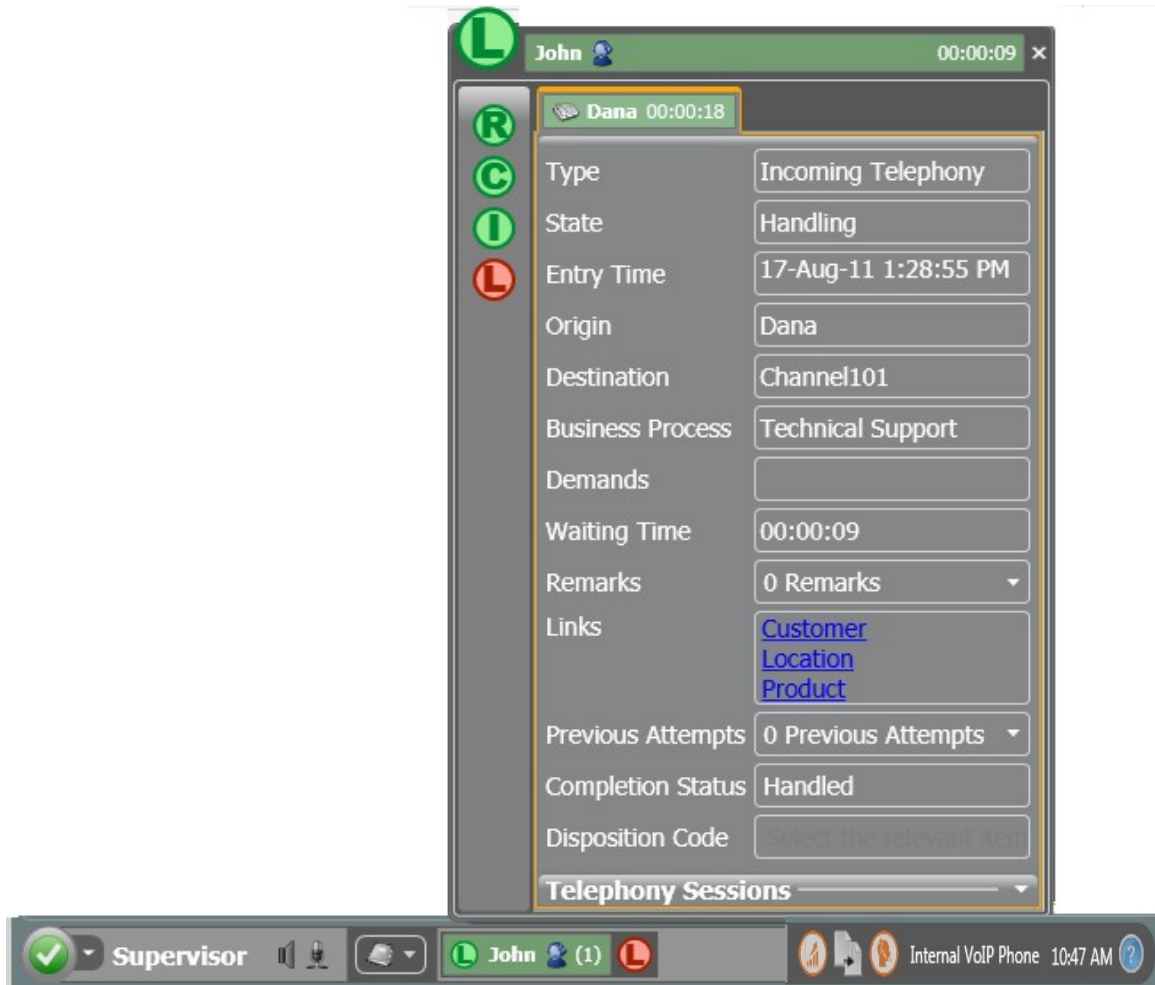 L
John 00:00:09 ×
R
C
I
L
Dana 00:00:18
Type Incoming Telephony
State Handling
Entry Time 17-Aug-11 1:28:55 PM
Origin Dana
Destination Channel101
Business Process Technical Support
Demands
Waiting Time 00:00:09
Remarks 0 Remarks
Links Customer
Location
Product
Previous Attempts 0 Previous Attempts
Completion Status Handled
Disposition Code Select the relevant item
Telephony Sessions
Supervisor L John (1) L Internal VoIP Phone 10:47 AM ?